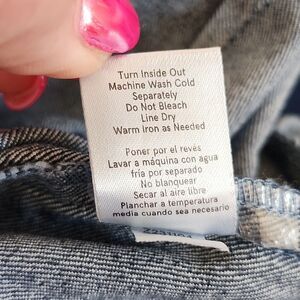 Turn Inside Out
Machine Wash Cold
Separately
Do Not Bleach
Line Dry
Warm Iron as Needed
Poner por el revés
Lavar a máquina con agua
fría por separado
No blanquear
Secar al aire libre
Planchar a temperatura
media cuando sea necesario